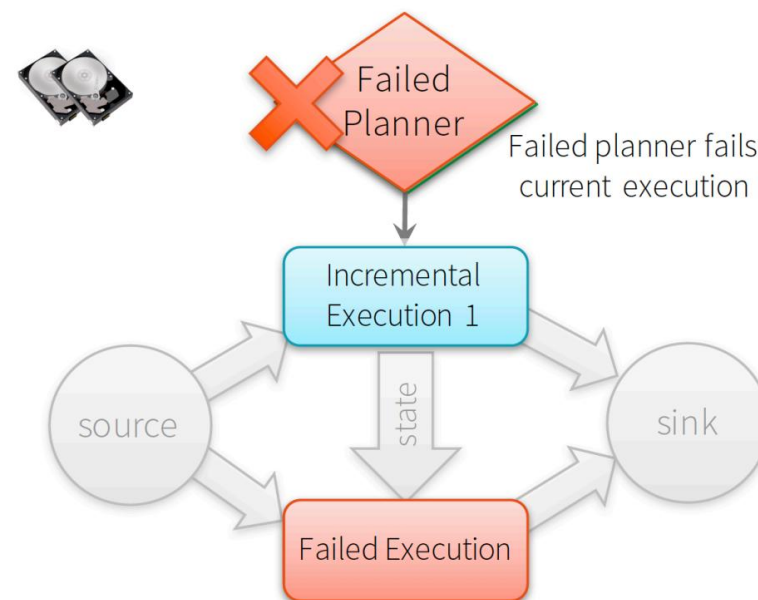 Failed
Planner
Failed planner fails
current execution
Incremental
Execution 1
source
state
sink
Failed Execution